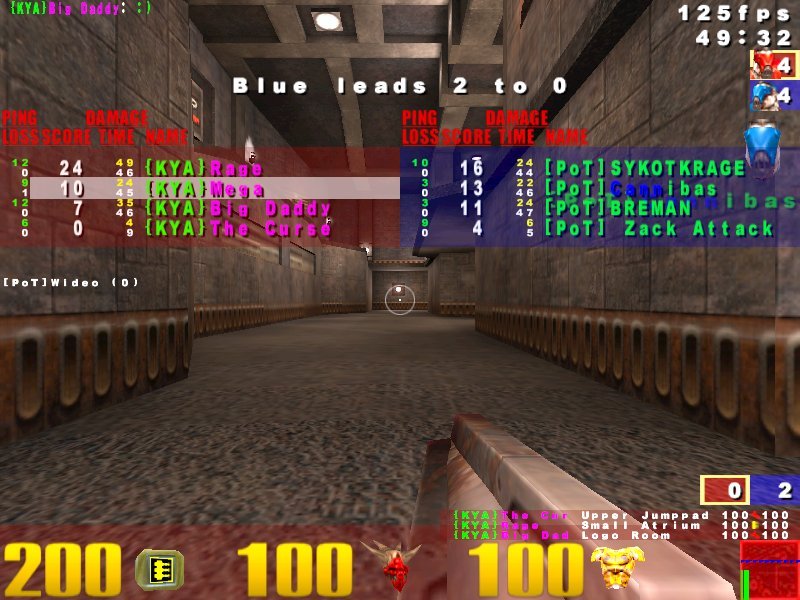 {KYA}Big Daddy: :)
125fps
49:32
4
4
Blue leads 2 to 0
PING DAMAGE
LOSS SCORE TIME NAME
12 0 24 49 46 {KYA}Rage
9 1 10 24 45 {KYA}Mega
12 0 7 35 46 {KYA}Big Daddy
6 0 0 4 9 {KYA}The Curse
PING DAMAGE
LOSS SCORE TIME NAME
10 0 16 24 44 [PoT]SYKOTKRAGE
3 0 13 22 46 [PoT]Cannibas
3 0 11 24 47 [PoT]BREMAN
9 0 4 6 5 [PoT] Zack Attack
[PoT]Wideo (0)
0 2
{KYA}The Cur Upper Jumppad 100 100
{KYA}Rage Small Atrium 100 100
{KYA}Big Dad Logo Room 100 100
200 100 100